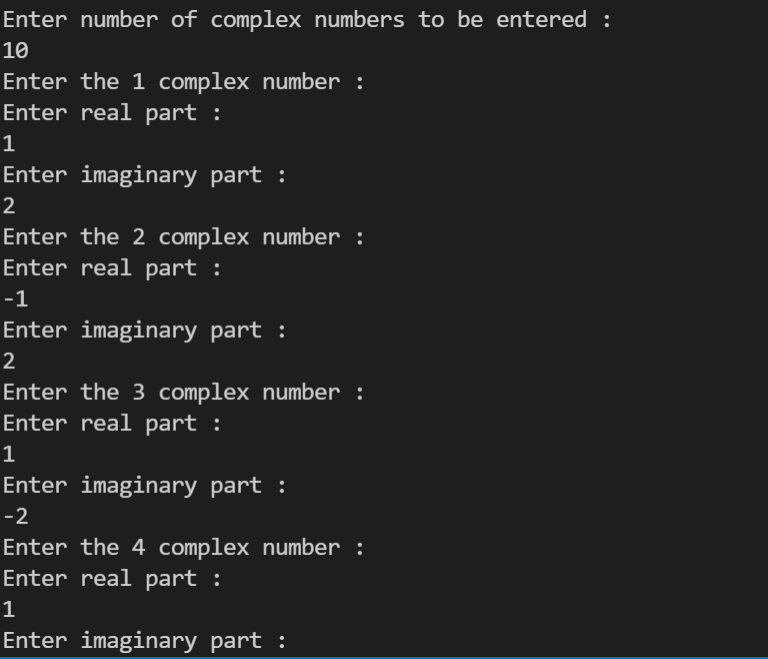 Enter number of complex numbers to be entered :
10
Enter the 1 complex number :
Enter real part :
1
Enter imaginary part :
2
Enter the 2 complex number :
Enter real part :
-1
Enter imaginary part :
2
Enter the 3 complex number :
Enter real part :
1
Enter imaginary part :
-2
Enter the 4 complex number :
Enter real part :
1
Enter imaginary part :